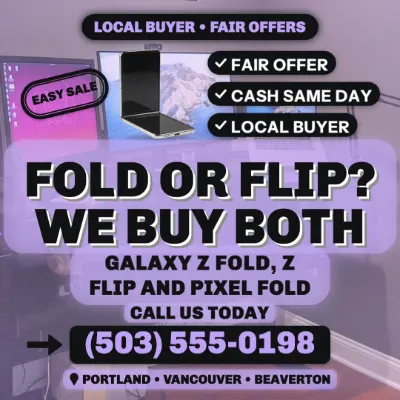 LOCAL BUYER • FAIR OFFERS
EASY SALE
✓ FAIR OFFER
✓ CASH SAME DAY
✓ LOCAL BUYER
FOLD OR FLIP?
WE BUY BOTH
GALAXY Z FOLD, Z
FLIP AND PIXEL FOLD
CALL US TODAY
(503) 555-0198
PORTLAND • VANCOUVER • BEAVERTON